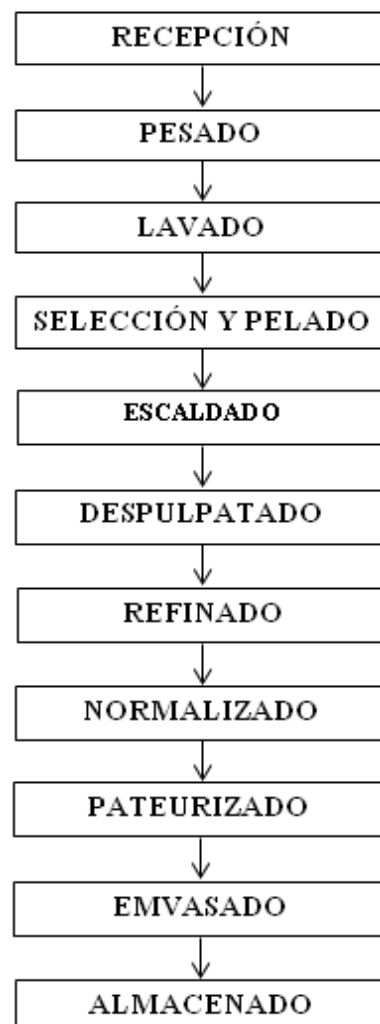 RECEPCIÓN
PESADO
LAVADO
SELECCIÓN Y PELADO
ESCALDADO
DESPULPATADO
REFINADO
NORMALIZADO
PATEURIZADO
EMVASADO
ALMACENADO